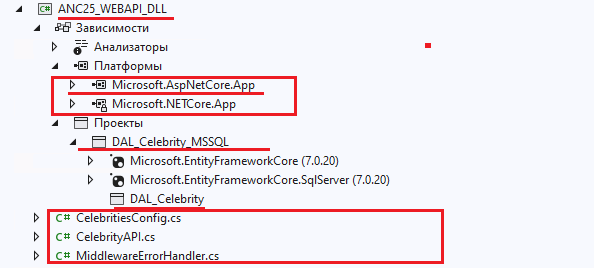 ANC25_WEBAPI_DLL
Зависимости
Анализаторы
Платформы
Microsoft.AspNetCore.App
Microsoft.NETCore.App
Проекты
DAL_Celebrity_MSSQL
Microsoft.EntityFrameworkCore (7.0.20)
Microsoft.EntityFrameworkCore.SqlServer (7.0.20)
DAL_Celebrity
C# CelebritiesConfig.cs
C# CelebrityAPI.cs
C# MiddlewareErrorHandler.cs